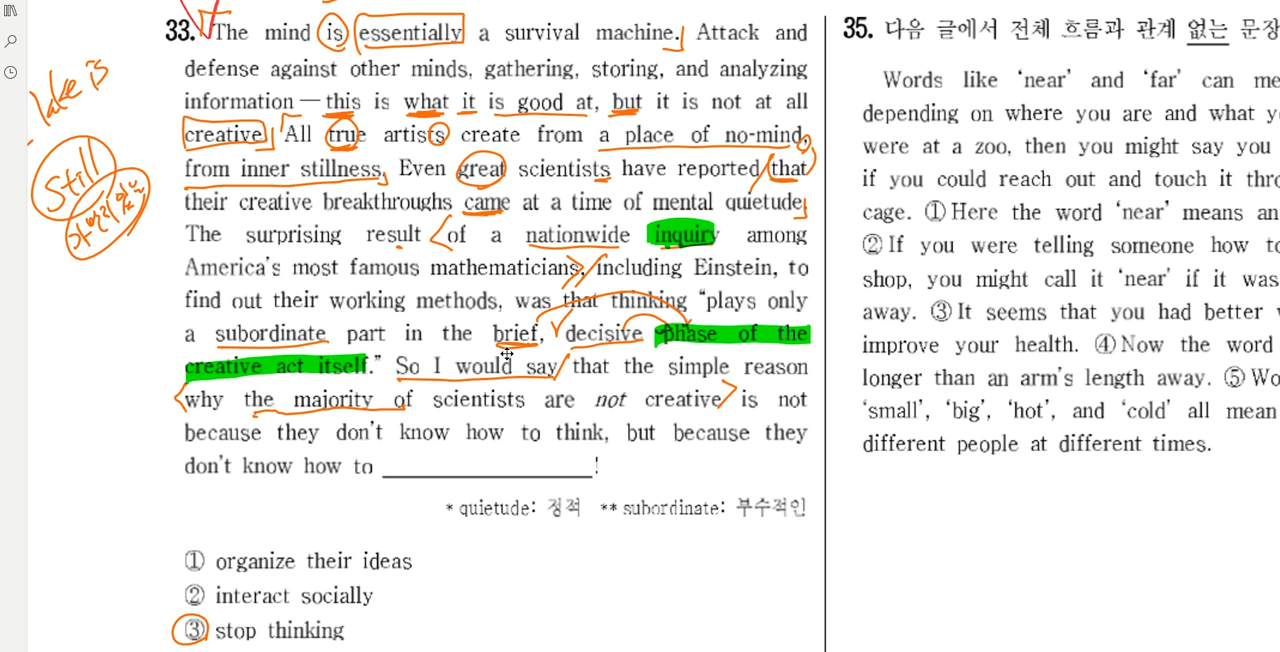 33. The mind is essentially a survival machine. Attack and
defense against other minds, gathering, storing, and analyzing
information — this is what it is good at, but it is not at all
creative. All true artists create from a place of no-mind,
from inner stillness. Even great scientists have reported that
their creative breakthroughs came at a time of mental quietude.
The surprising result of a nationwide inquiry among
America's most famous mathematicians, including Einstein, to
find out their working methods, was that thinking “plays only
a subordinate part in the brief, decisive phase of the
creative act itself.” So I would say that the simple reason
why the majority of scientists are not creative is not
because they don't know how to think, but because they
don't know how to !
* quietude: 정적 ** subordinate: 부수적인
① organize their ideas
② interact socially
③ stop thinking
lake is
Still
35. 다음 글에서 전체 흐름과 관계 없는 문장
Words like ‘near’ and ‘far’ can me
depending on where you are and what y
were at a zoo, then you might say you
if you could reach out and touch it thr
cage. ① Here the word ‘near’ means an
② If you were telling someone how to
shop, you might call it ‘near’ if it was
away. ③ It seems that you had better
improve your health. ④ Now the word
longer than an arm's length away. ⑤ Wo
‘small’, ‘big’, ‘hot’, and ‘cold’ all mean
different people at different times.